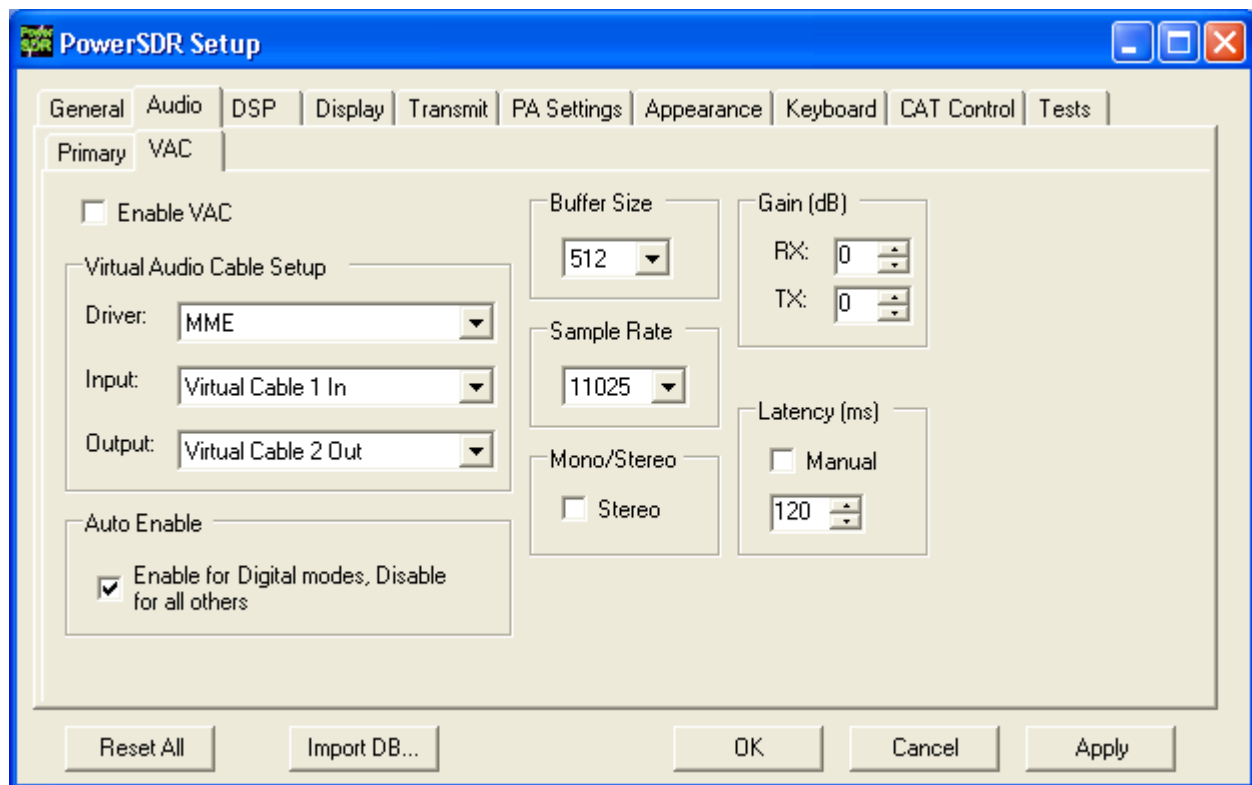 Power SDR PowerSDR Setup
General Audio DSP Display Transmit PA Settings Appearance Keyboard CAT Control Tests
Primary VAC
Enable VAC
Virtual Audio Cable Setup
Driver: MME
Input: Virtual Cable 1 In
Output: Virtual Cable 2 Out
Auto Enable
Enable for Digital modes, Disable
for all others
Buffer Size
512
Sample Rate
11025
Mono/Stereo
Stereo
Gain (dB)
RX: 0
TX: 0
Latency (ms)
Manual
120
Reset All Import DB... OK Cancel Apply